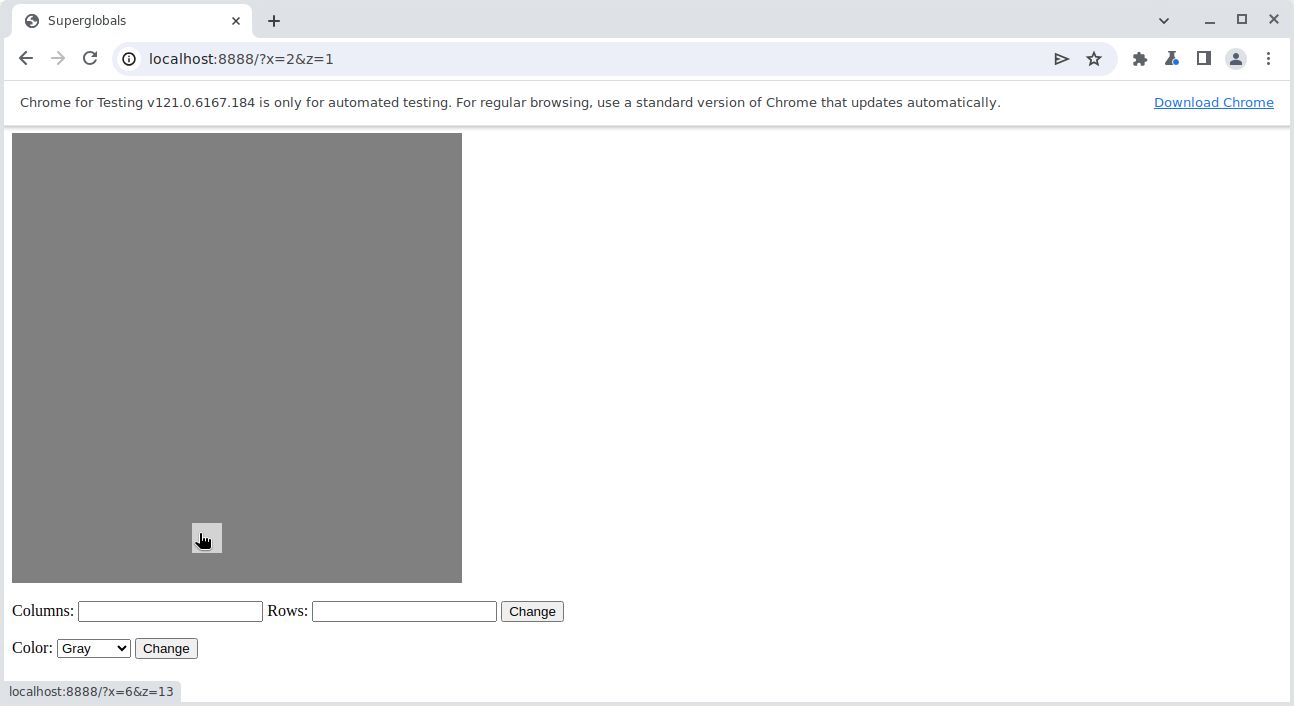 Superglobals
localhost:8888/?x=2&z=1
Chrome for Testing v121.0.6167.184 is only for automated testing. For regular browsing, use a standard version of Chrome that updates automatically. Download Chrome
Columns: Rows: Change
Color: Gray Change
localhost:8888/?x=6&z=13